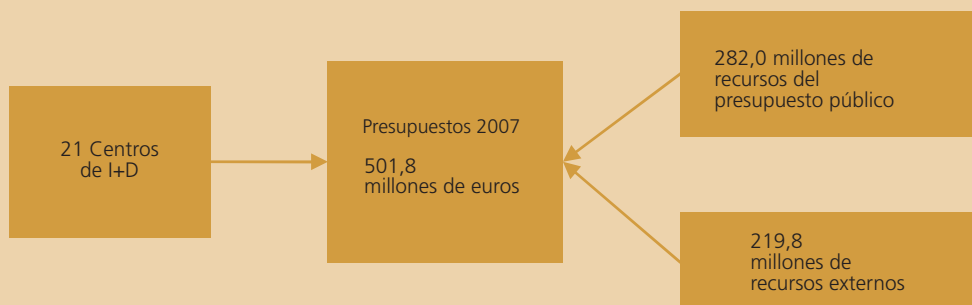 21 Centros
de I+D
Presupuestos 2007
501,8
millones de euros
282,0 millones de
recursos del
presupuesto público
219,8
millones de
recursos externos